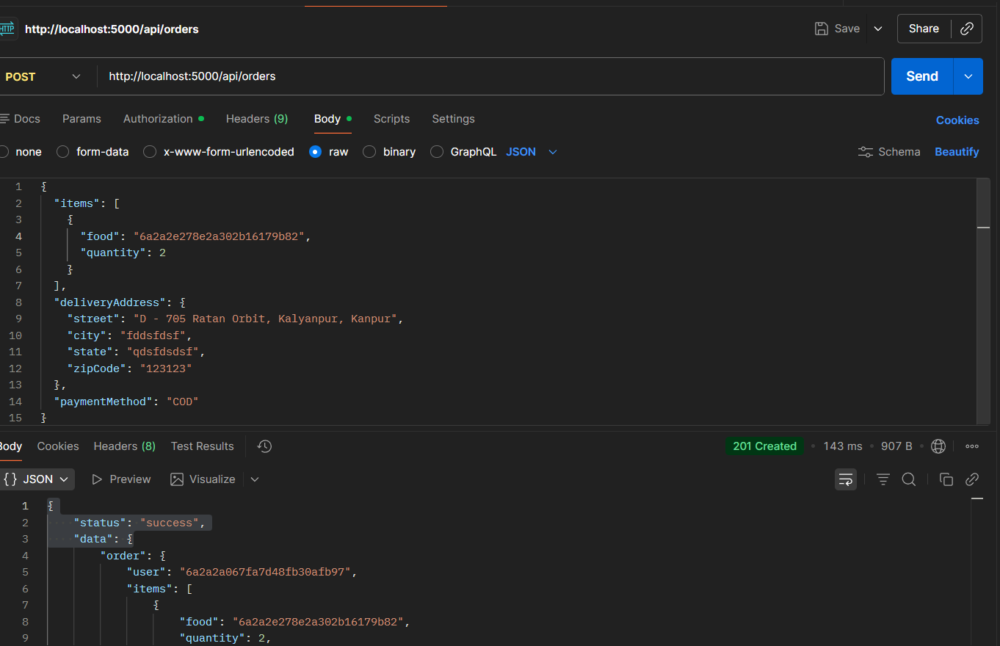 HTTP http://localhost:5000/api/orders Save Share
POST http://localhost:5000/api/orders Send
Docs Params Authorization Headers (9) Body Scripts Settings Cookies
none form-data x-www-form-urlencoded raw binary GraphQL JSON Schema Beautify
1 {
2 "items": [
3 {
4 "food": "6a2a2e278e2a302b16179b82",
5 "quantity": 2
6 }
7 ],
8 "deliveryAddress": {
9 "street": "D - 705 Ratan Orbit, Kalyanpur, Kanpur",
10 "city": "fddsfdsf",
11 "state": "qdsfdsdsf",
12 "zipCode": "123123"
13 },
14 "paymentMethod": "COD"
15 }
Body Cookies Headers (8) Test Results 201 Created • 143 ms • 907 B •
{} JSON Preview Visualize
1 {
2 "status": "success",
3 "data": {
4 "order": {
5 "user": "6a2a2a067fa7d48fb30afb97",
6 "items": [
7 {
8 "food": "6a2a2e278e2a302b16179b82",
9 "quantity": 2,